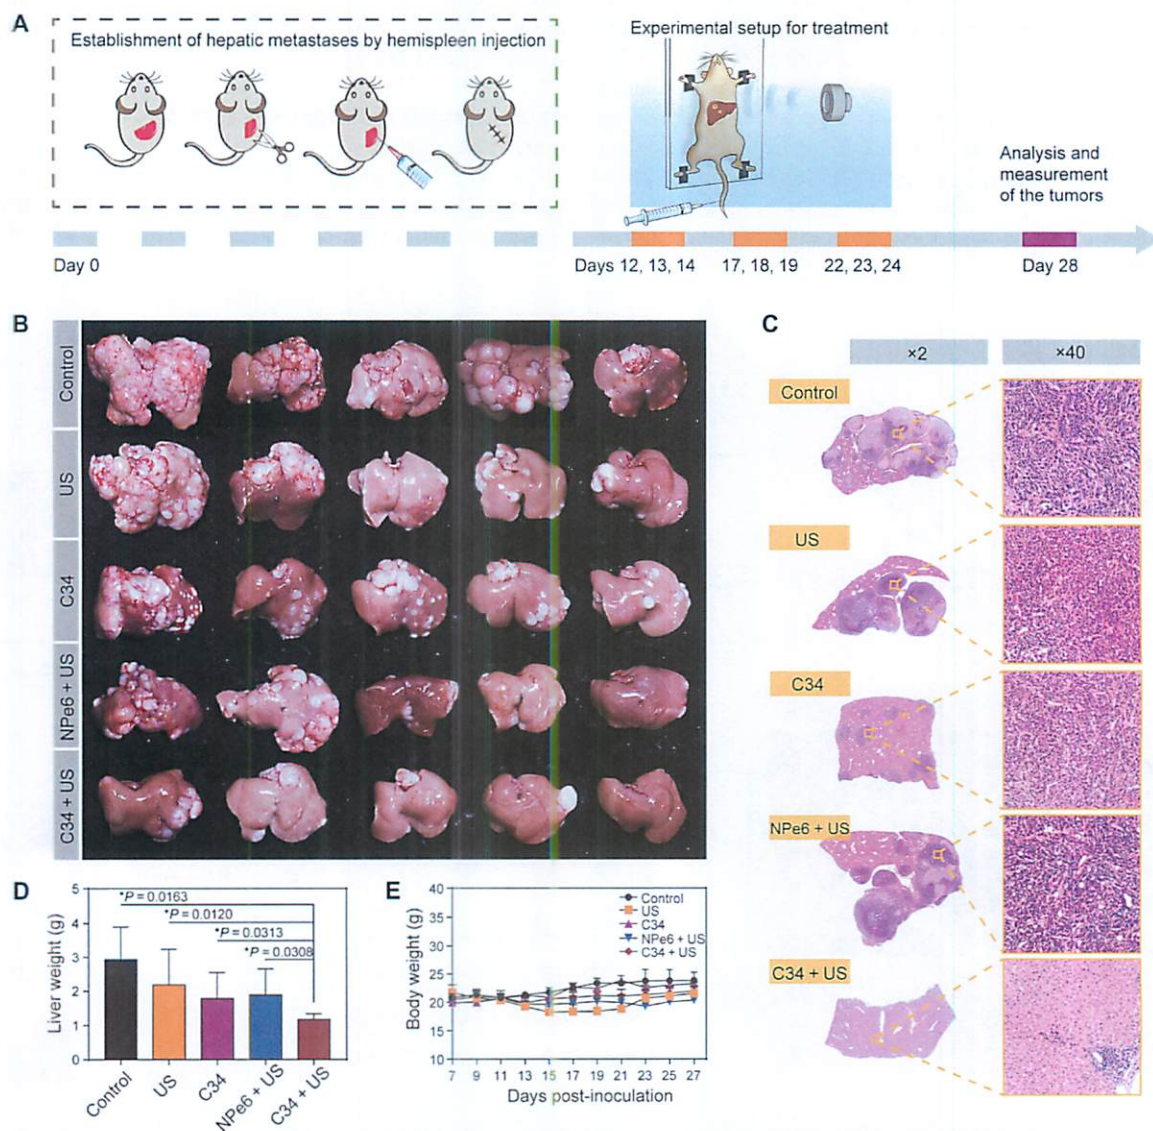 A
Establishment of hepatic metastases by hemispleen injection
Experimental setup for treatment
Analysis and
measurement
of the tumors
Day 0
Days 12, 13, 14
17, 18, 19
22, 23, 24
Day 28
B
Control
US
C34
NPe6 + US
C34 + US
C
×2
×40
Control
US
C34
NPe6 + US
C34 + US
D
Liver weight (g)
5
4
3
2
1
0
*P = 0.0163
*P = 0.0120
*P = 0.0313
*P = 0.0308
Control
US
C34
NPe6 + US
C34 + US
E
Body weight (g)
40
35
30
25
20
15
10
Control
US
C34
NPe6 + US
C34 + US
7 9 11 13 15 17 19 21 23 25 27
Days post-inoculation